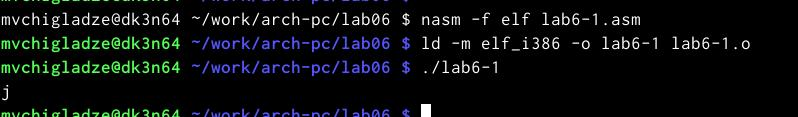 mvchigladze@dk3n64 ~/work/arch-pc/lab06 $ nasm -f elf lab6-1.asm
mvchigladze@dk3n64 ~/work/arch-pc/lab06 $ ld -m elf_i386 -o lab6-1 lab6-1.o
mvchigladze@dk3n64 ~/work/arch-pc/lab06 $ ./lab6-1
j
mvchigladze@dk3n64 ~/work/arch-pc/lab06 $